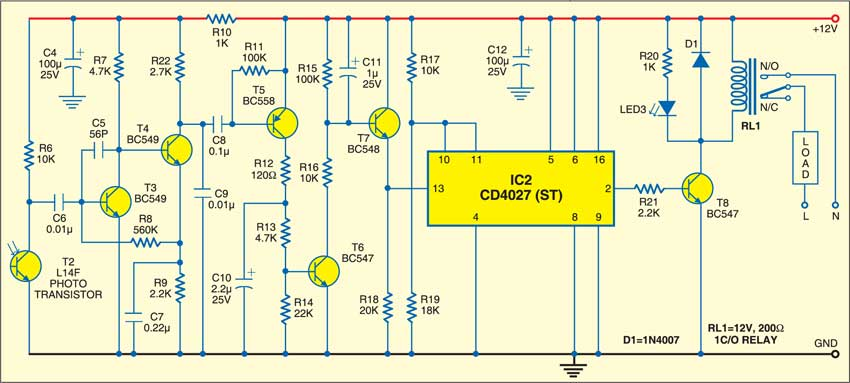 R10
1K
+12V
C4
100µ
25V
R7
4.7K
R22
2.7K
R11
100K
R15
100K
C11
1µ
25V
R17
10K
C12
100µ
25V
R20
1K
D1
N/O
N/C
RL1
LED3
T5
BC558
C5
56P
T4
BC549
C8
0.1µ
T7
BC548
R6
10K
R12
120Ω
R16
10K
10
11
5
6
16
IC2
CD4027 (ST)
13
2
4
8
9
LOAD
T3
BC549
C6
0.01µ
R8
560K
C9
0.01µ
R13
4.7K
R21
2.2K
T8
BC547
L
N
T2
L14F
PHOTO
TRANSISTOR
R9
2.2K
C7
0.22µ
C10
2.2µ
25V
T6
BC547
R14
22K
R18
20K
R19
18K
D1=1N4007
RL1=12V, 200Ω
1C/O RELAY
GND